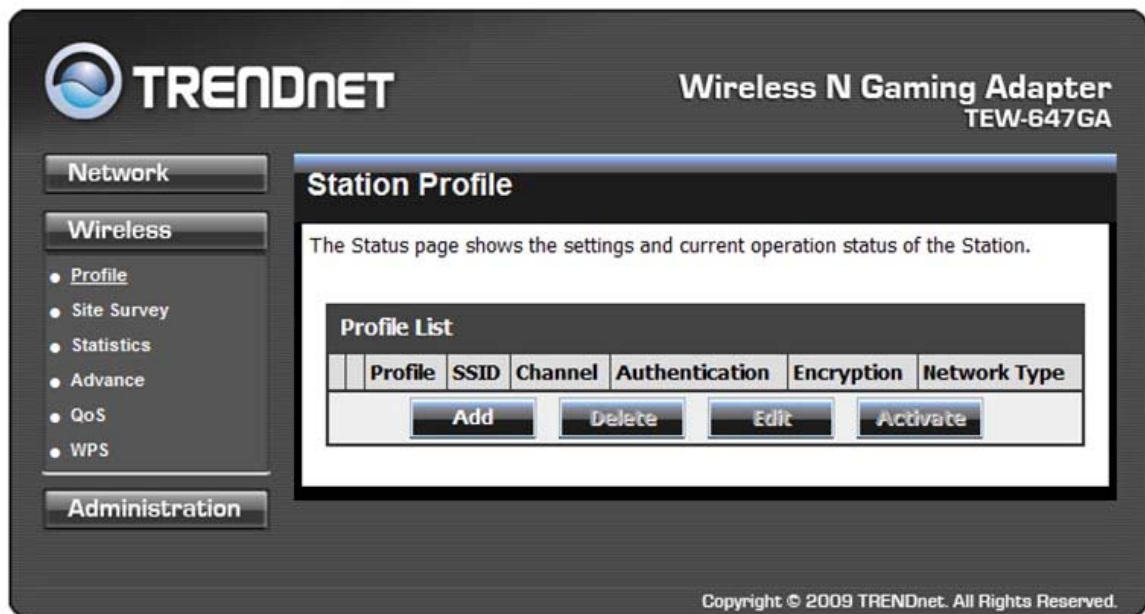 TRENDnet
Wireless N Gaming Adapter
TEW-647GA
Network
Wireless
Profile
Site Survey
Statistics
Advance
QoS
WPS
Administration
Station Profile
The Status page shows the settings and current operation status of the Station.
Profile List
Profile SSID Channel Authentication Encryption Network Type
Add Delete Edit Activate
Copyright © 2009 TRENDnet. All Rights Reserved.